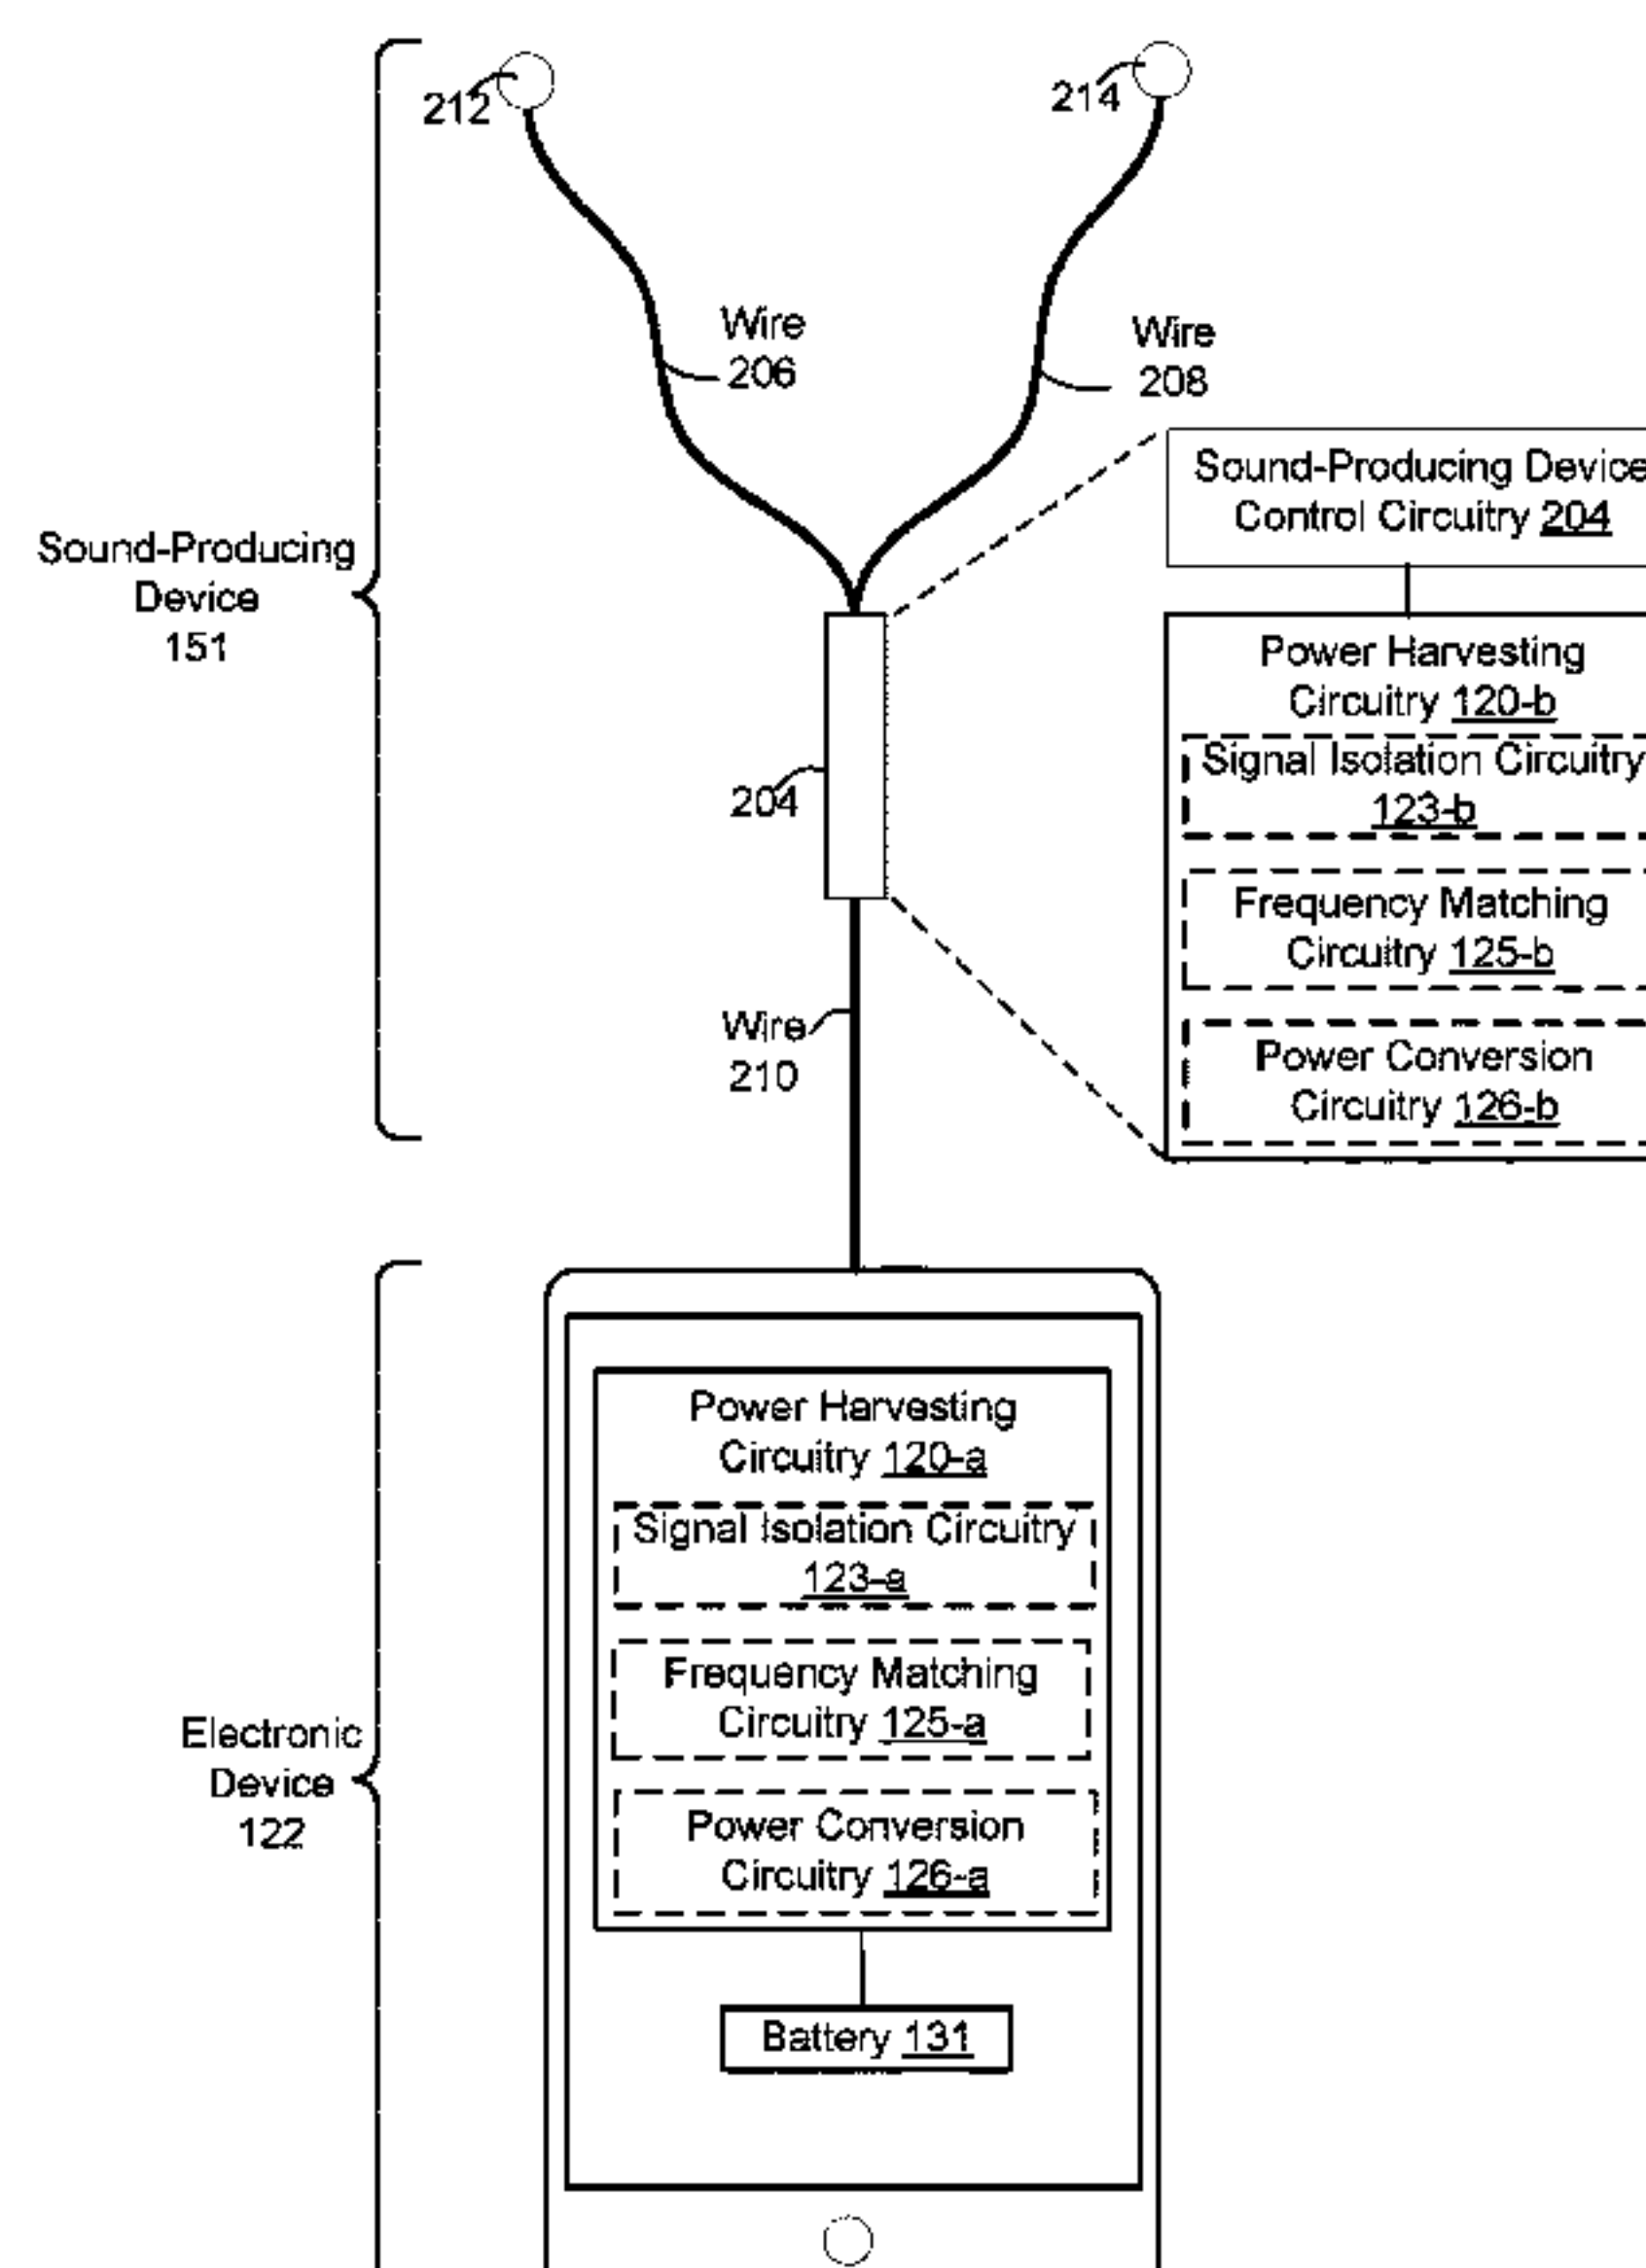 212
214
Wire
206
Wire
208
Sound-Producing Device
Control Circuitry 204
Sound-Producing
Device
151
Power Harvesting
Circuitry 120-b
Signal Isolation Circuitry
123-b
204
Frequency Matching
Circuitry 125-b
Wire
210
Power Conversion
Circuitry 126-b
Power Harvesting
Circuitry 120-a
Signal Isolation Circuitry
123-a
Frequency Matching
Circuitry 125-a
Electronic
Device
122
Power Conversion
Circuitry 126-a
Battery 131